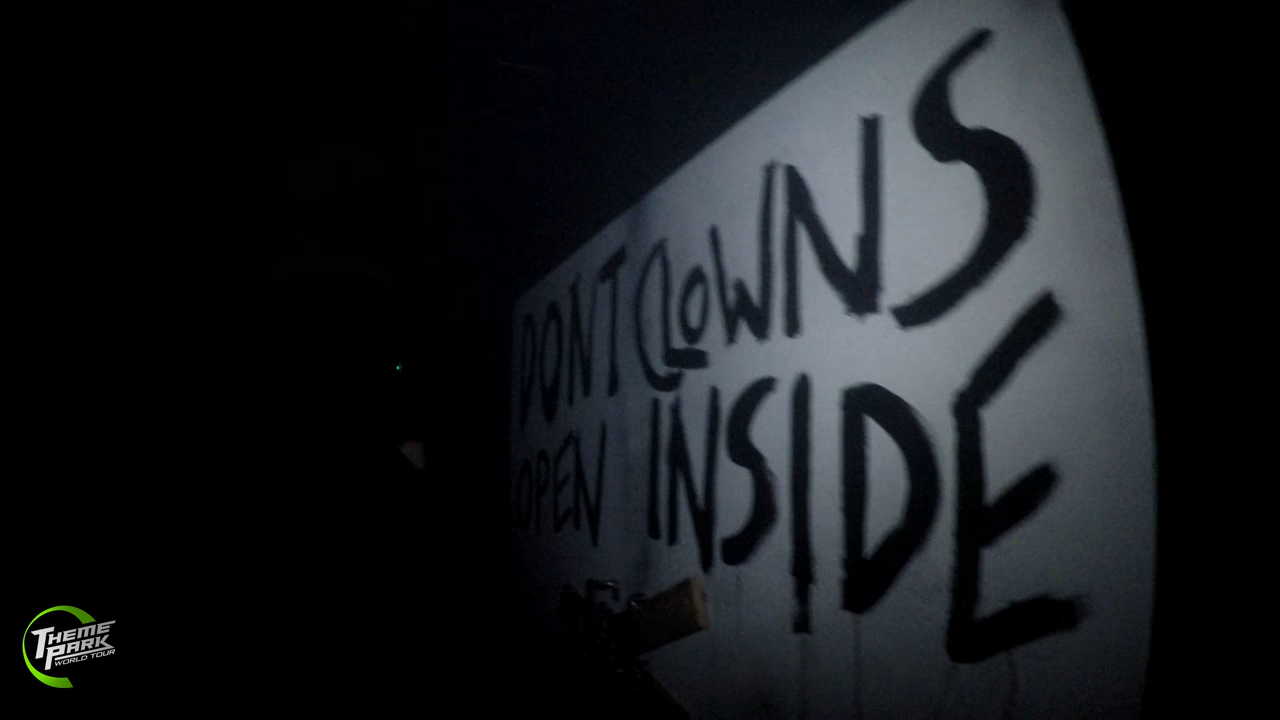 DONT CLOWNS
OPEN INSIDE
THEME
PARK
WORLD TOUR